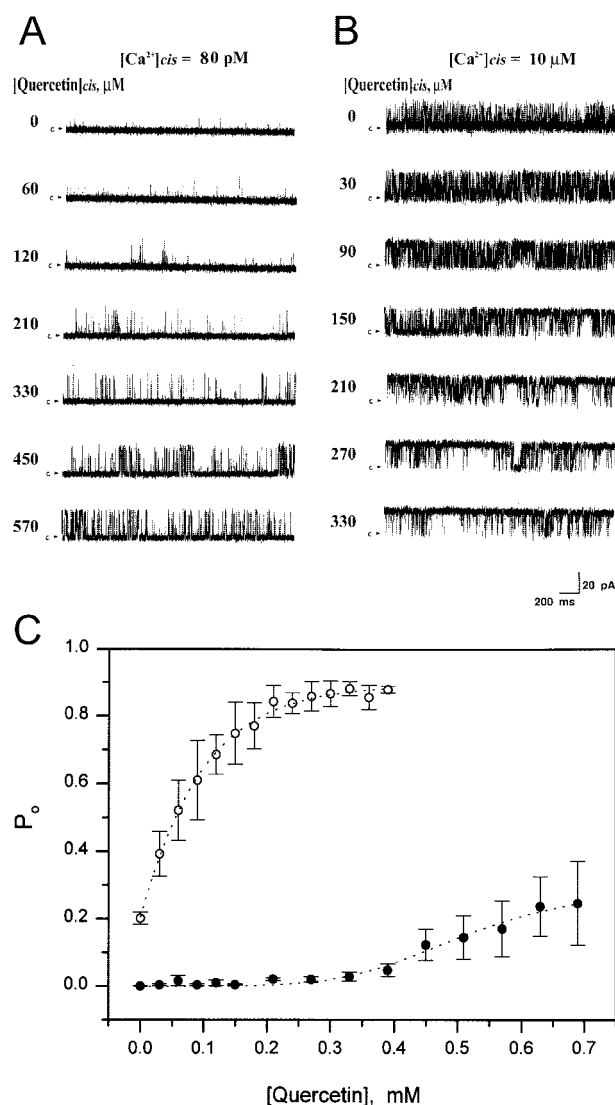 A
[Ca²⁺]cis = 80 pM
[Quercetin]cis, μM
0
c
60
c
120
c
210
c
330
c
450
c
570
c
B
[Ca²⁺]cis = 10 μM
[Quercetin]cis, μM
0
c
30
c
90
c
150
c
210
c
270
c
330
c
20 pA
200 ms
C
1.0
0.8
0.6
0.4
0.2
0.0
Pₒ
0.0 0.1 0.2 0.3 0.4 0.5 0.6 0.7
[Quercetin], mM